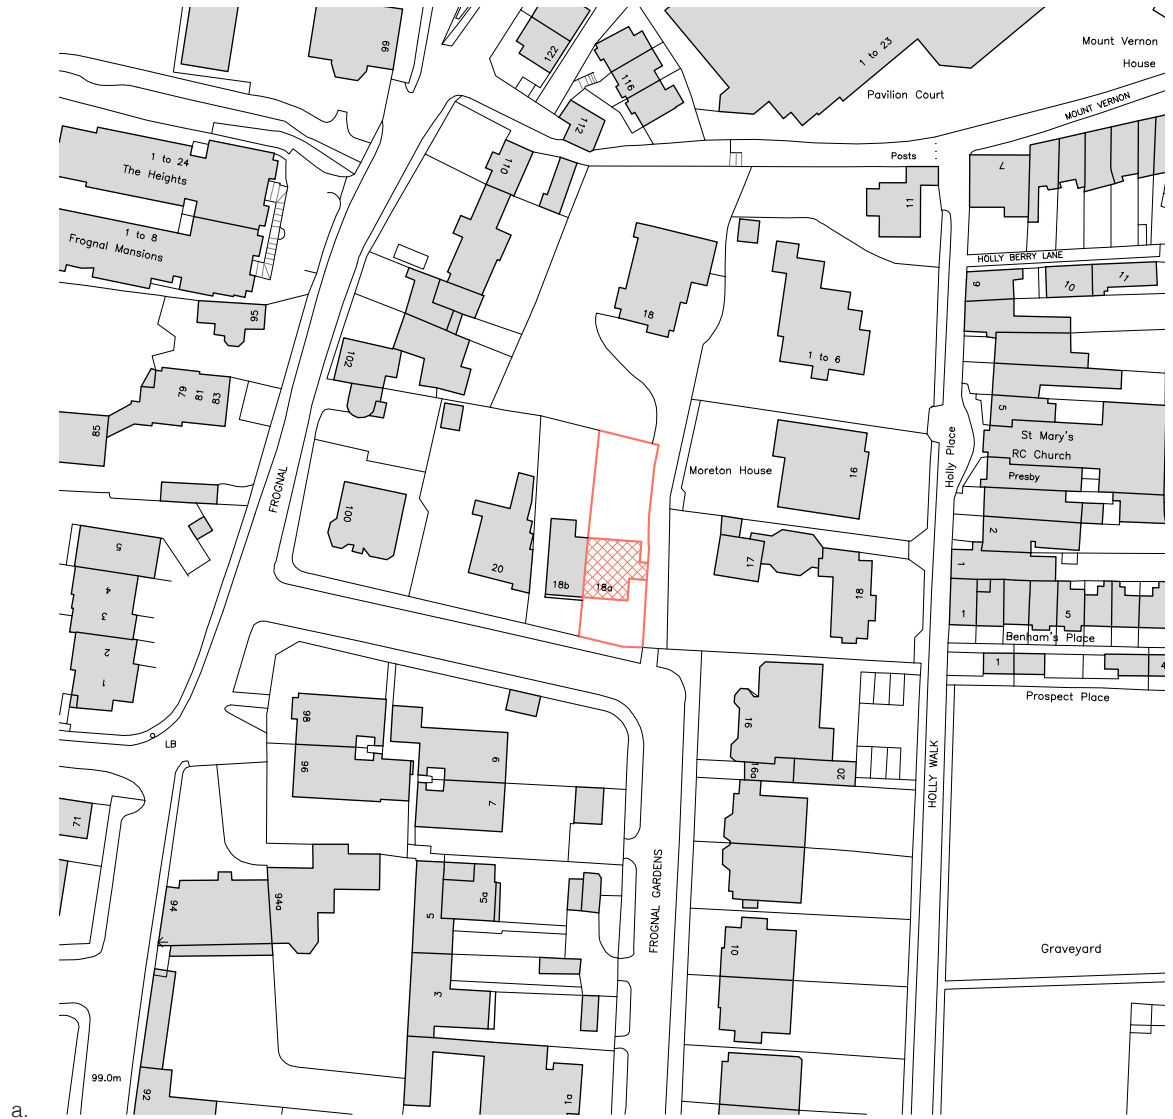 66
122
116
1 to 23
Mount Vernon
House
Pavilion Court
MOUNT VERNON
112
110
Posts
7
11
1 to 24
The Heights
1 to 8
Frognal Mansions
HOLLY BERRY LANE
9
10
11
95
18
102
1 to 6
79
81
83
85
5
St Mary's
RC Church
Presby
Holly Place
Moreton House
16
FROGNAL
100
2
5
4
3
2
1
20
18b
18a
17
18
1
1
5
Benham's Place
1
4
Prospect Place
LB
98
96
9
7
16
16a
20
HOLLY WALK
71
FROGNAL GARDENS
94
94a
5
5a
3
10
Graveyard
99.0m
92
1a
a.